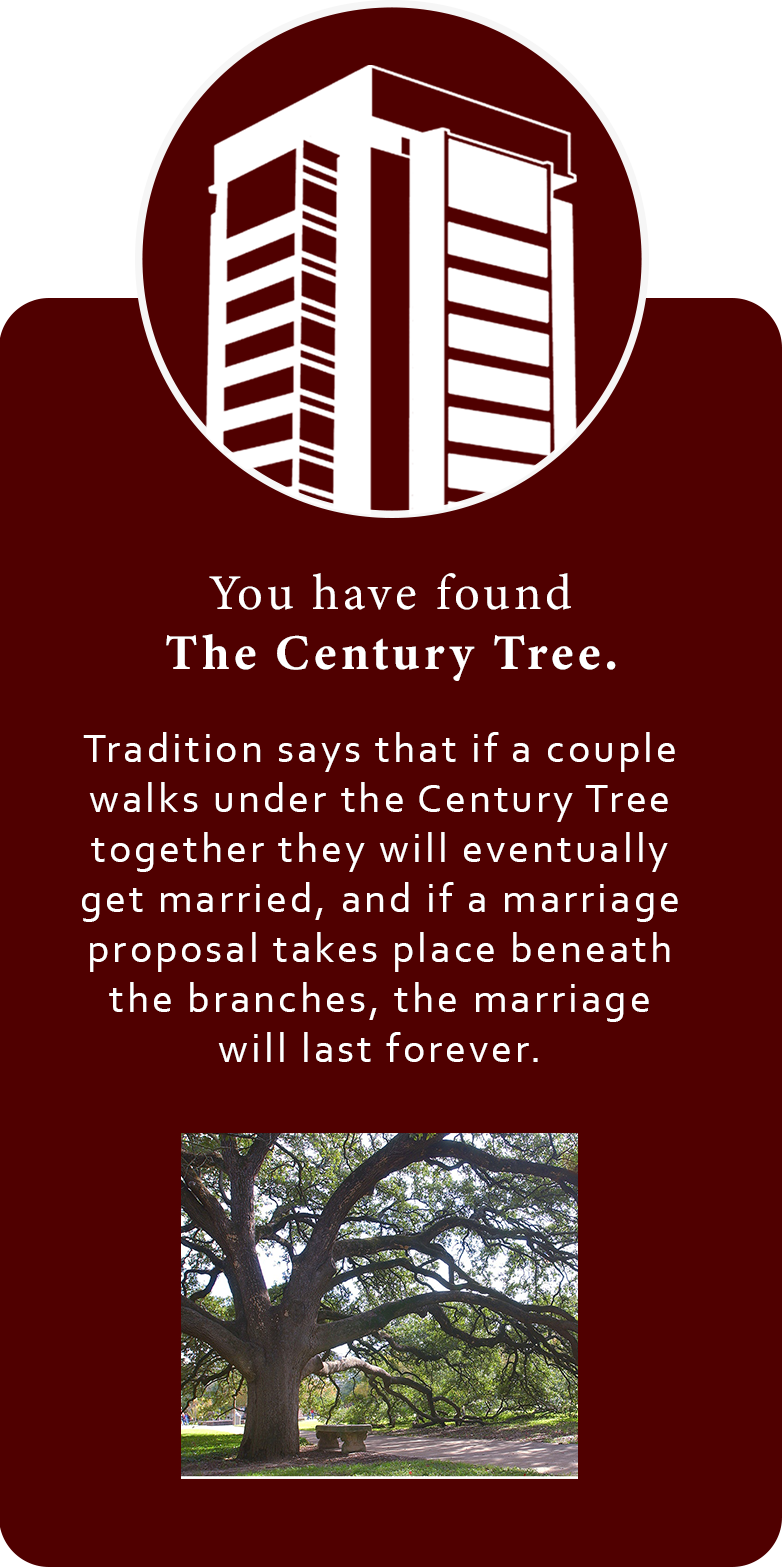 You have found
The Century Tree.
Tradition says that if a couple
walks under the Century Tree
together they will eventually
get married, and if a marriage
proposal takes place beneath
the branches, the marriage
will last forever.